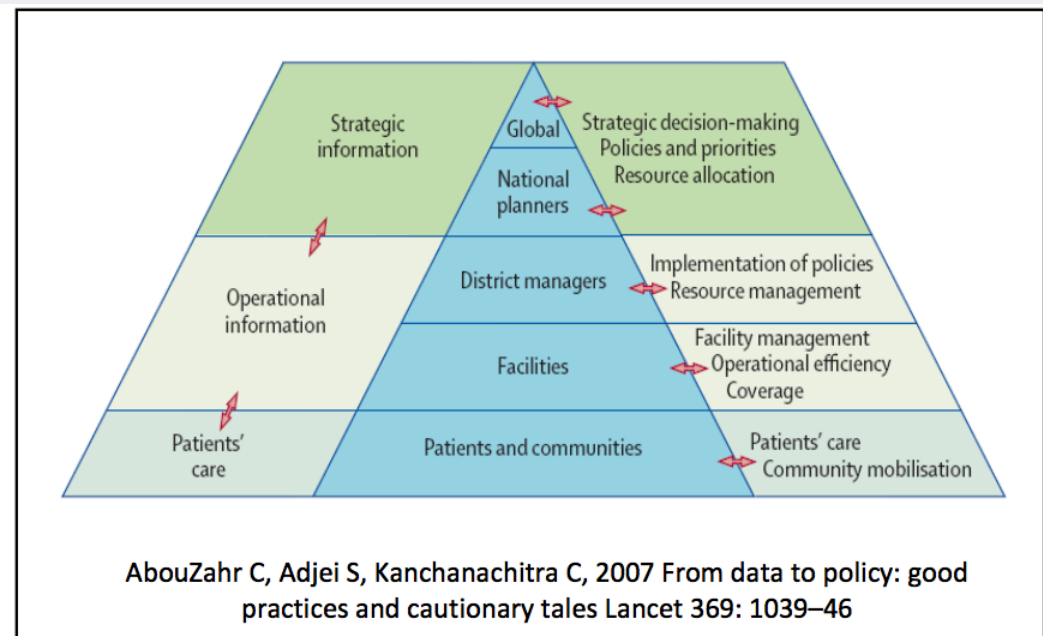 Strategic
information
Global
Strategic decision-making
Policies and priorities
Resource allocation
National
planners
Operational
information
District managers
Implementation of policies
Resource management
Facilities
Facility management
Operational efficiency
Coverage
Patients’
care
Patients and communities
Patients’ care
Community mobilisation
AbouZahr C, Adjei S, Kanchanachitra C, 2007 From data to policy: good
practices and cautionary tales Lancet 369: 1039–46